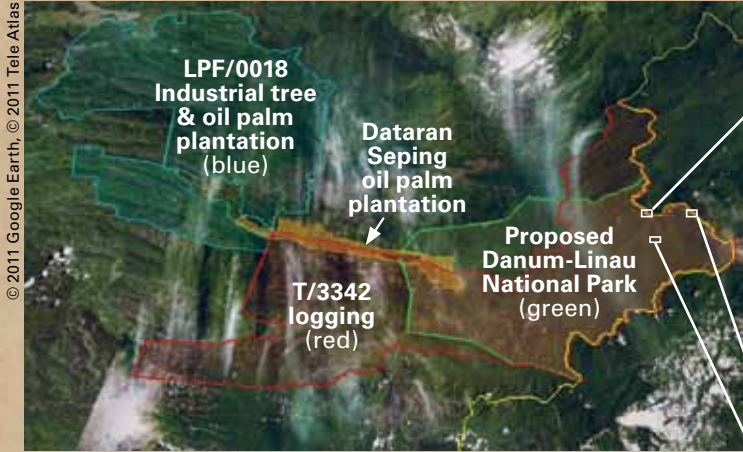 © 2011 Google Earth, © 2011 Tele Atlas
LPF/0018
Industrial tree
& oil palm
plantation
(blue)
Dataran
Seping
oil palm
plantation
Proposed
Danum-Linau
National Park
(green)
T/3342
logging
(red)